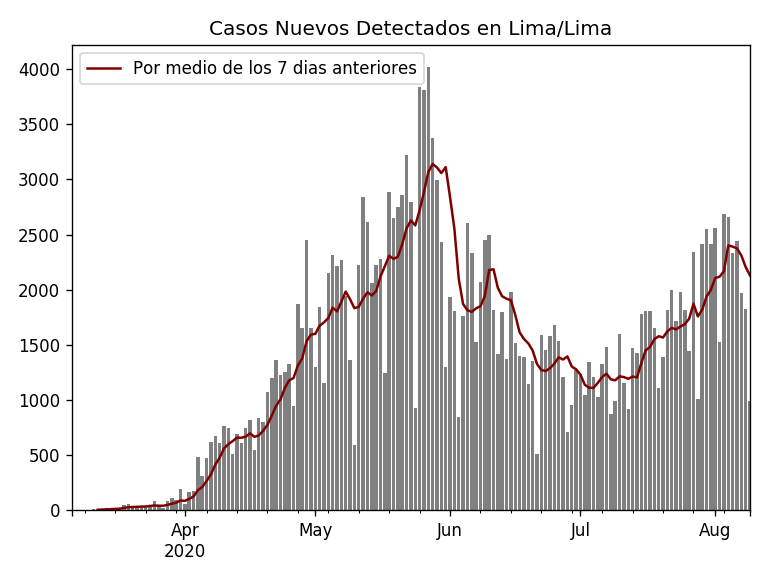 Casos Nuevos Detectados en Lima/Lima
Por medio de los 7 dias anteriores
4000
3500
3000
2500
2000
1500
1000
500
0
Apr
2020
May
Jun
Jul
Aug